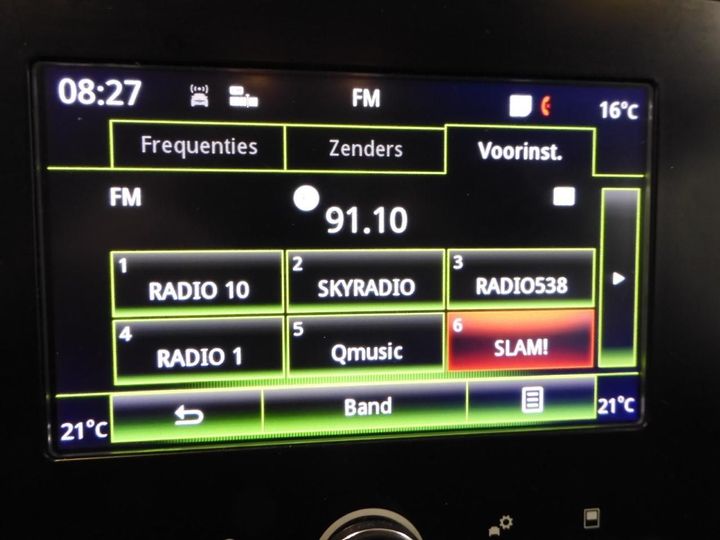 08:27 FM 16°C
Frequenties Zenders Voorinst.
FM
91.10
1 RADIO 10 2 SKYRADIO 3 RADIO538
4 RADIO 1 5 Qmusic 6 SLAM!
21°C Band 21°C